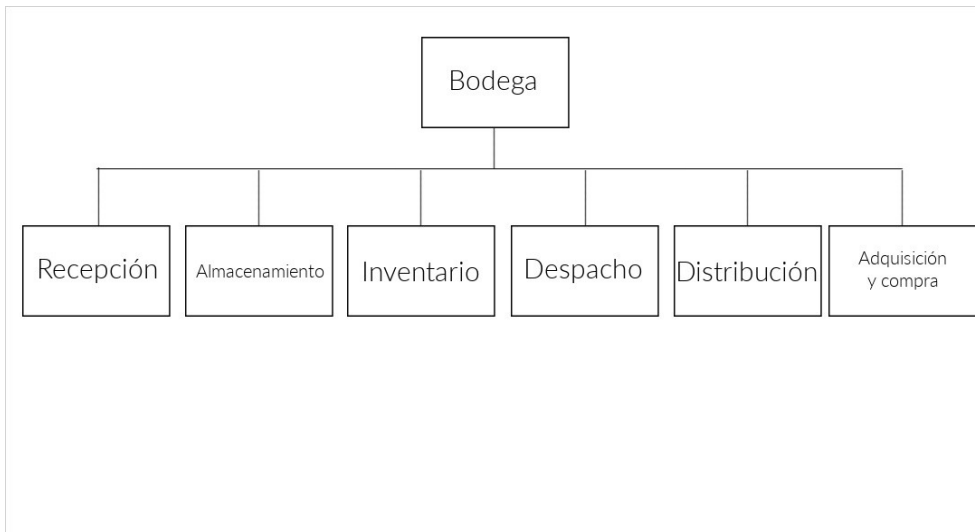 Bodega
Recepción
Almacenamiento
Inventario
Despacho
Distribución
Adquisición
y compra